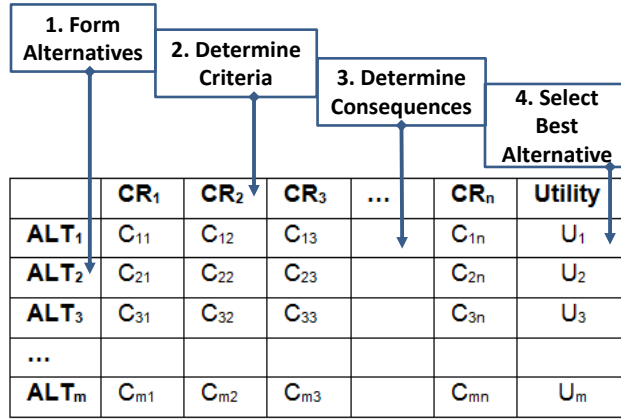 1. Form
Alternatives
2. Determine
Criteria
3. Determine
Consequences
4. Select
Best
Alternative
CR₁ CR₂ CR₃ ... CRₙ Utility
ALT₁ C₁₁ C₁₂ C₁₃ C₁ₙ U₁
ALT₂ C₂₁ C₂₂ C₂₃ C₂ₙ U₂
ALT₃ C₃₁ C₃₂ C₃₃ C₃ₙ U₃
...
ALTₘ Cₘ₁ Cₘ₂ Cₘ₃ Cₘₙ Uₘ